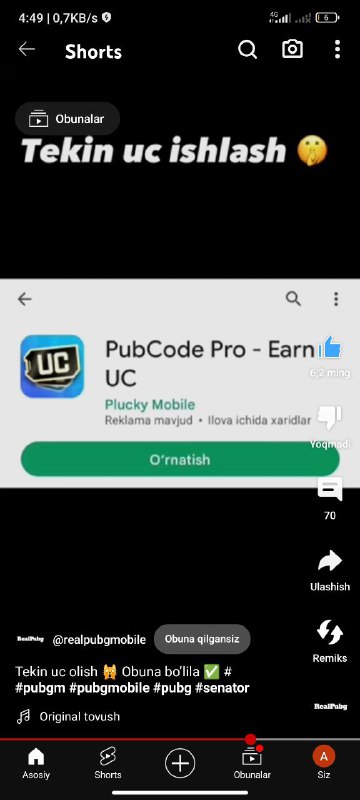 4:49 | 0,7KB/s
4G
6
Shorts
Obunalar
Tekin uc ishlash 🤫
UC
PubCode Pro - Earn UC
Plucky Mobile
Reklama mavjud • Ilova ichida xaridlar
O‘rnatish
6,2 ming
Yoqmadi
70
Ulashish
Remiks
RealPubg
@realpubgmobile
Obuna qilgansiz
Tekin uc olish 🙀 Obuna bo‘lila ✅ #
#pubgm #pubgmobile #pubg #senator
Original tovush
RealPubg
Asosiy
Shorts
Obunalar
A
Siz